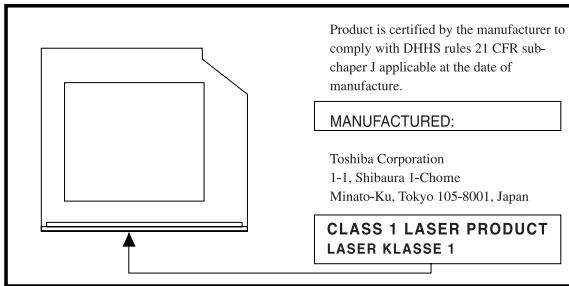 Product is certified by the manufacturer to
comply with DHHS rules 21 CFR sub-
chaper J applicable at the date of
manufacture.
MANUFACTURED:
Toshiba Corporation
1-1, Shibaura 1-Chome
Minato-Ku, Tokyo 105-8001, Japan
CLASS 1 LASER PRODUCT
LASER KLASSE 1